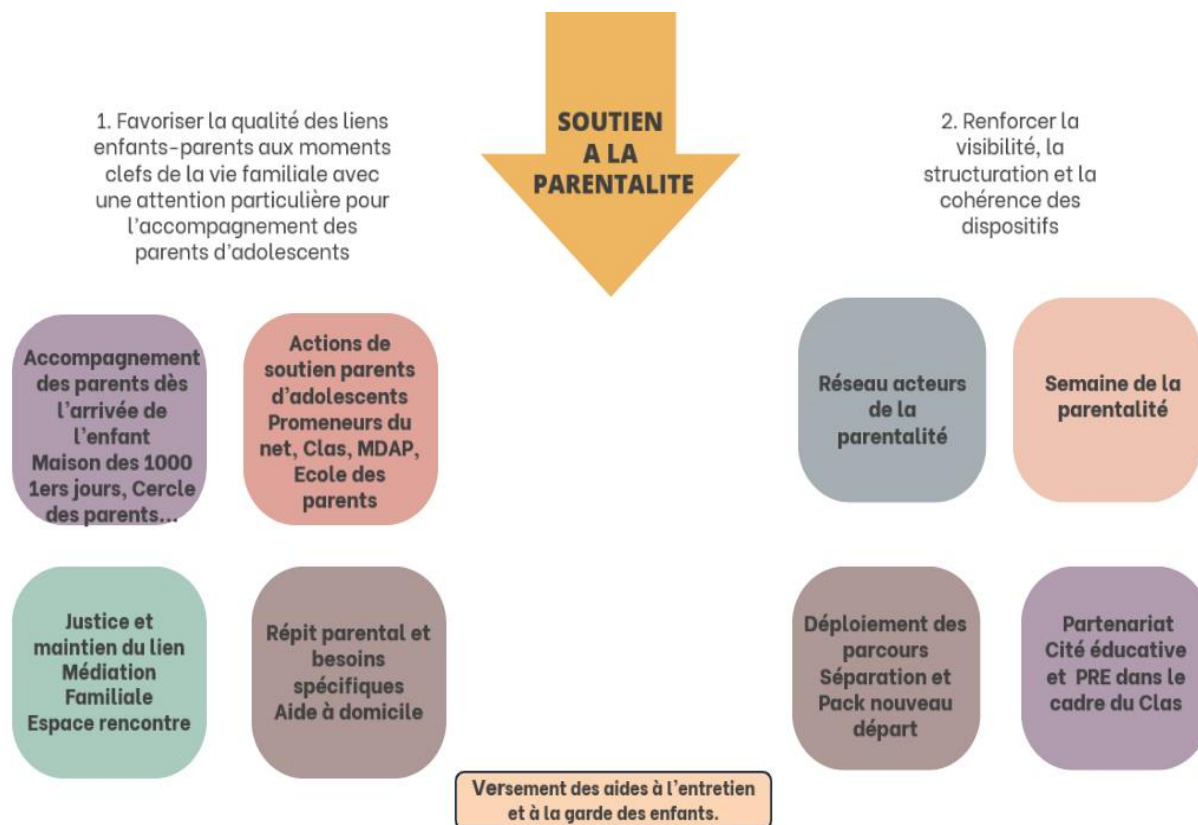 SOUTIEN
A LA
PARENTALITE
1. Favoriser la qualité des liens
enfants-parents aux moments
clefs de la vie familiale avec
une attention particulière pour
l'accompagnement des
parents d'adolescents
2. Renforcer la
visibilité, la
structuration et la
cohérence des
dispositifs
Accompagnement
des parents dès
l'arrivée de
l'enfant
Maison des 1000
1ers jours, Cercle
des parents...
Actions de
soutien parents
d'adolescents
Promeneurs du
net, Clas, MDAP,
Ecole des
parents
Réseau acteurs
de la
parentalité
Semaine de la
parentalité
Justice et
maintien du lien
Médiation
Familiale
Espace rencontre
Répit parental et
besoins
spécifiques
Aide à domicile
Déploiement des
parcours
Séparation et
Pack nouveau
départ
Partenariat
Cité éducative
et PRE dans le
cadre du Clas
Versement des aides à l'entretien
et à la garde des enfants.